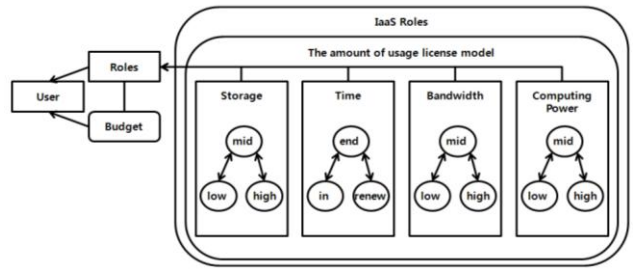 IaaS Roles
The amount of usage license model
Roles
User
Budget
Storage
mid
low high
Time
end
in renew
Bandwidth
mid
low high
Computing
Power
mid
low high